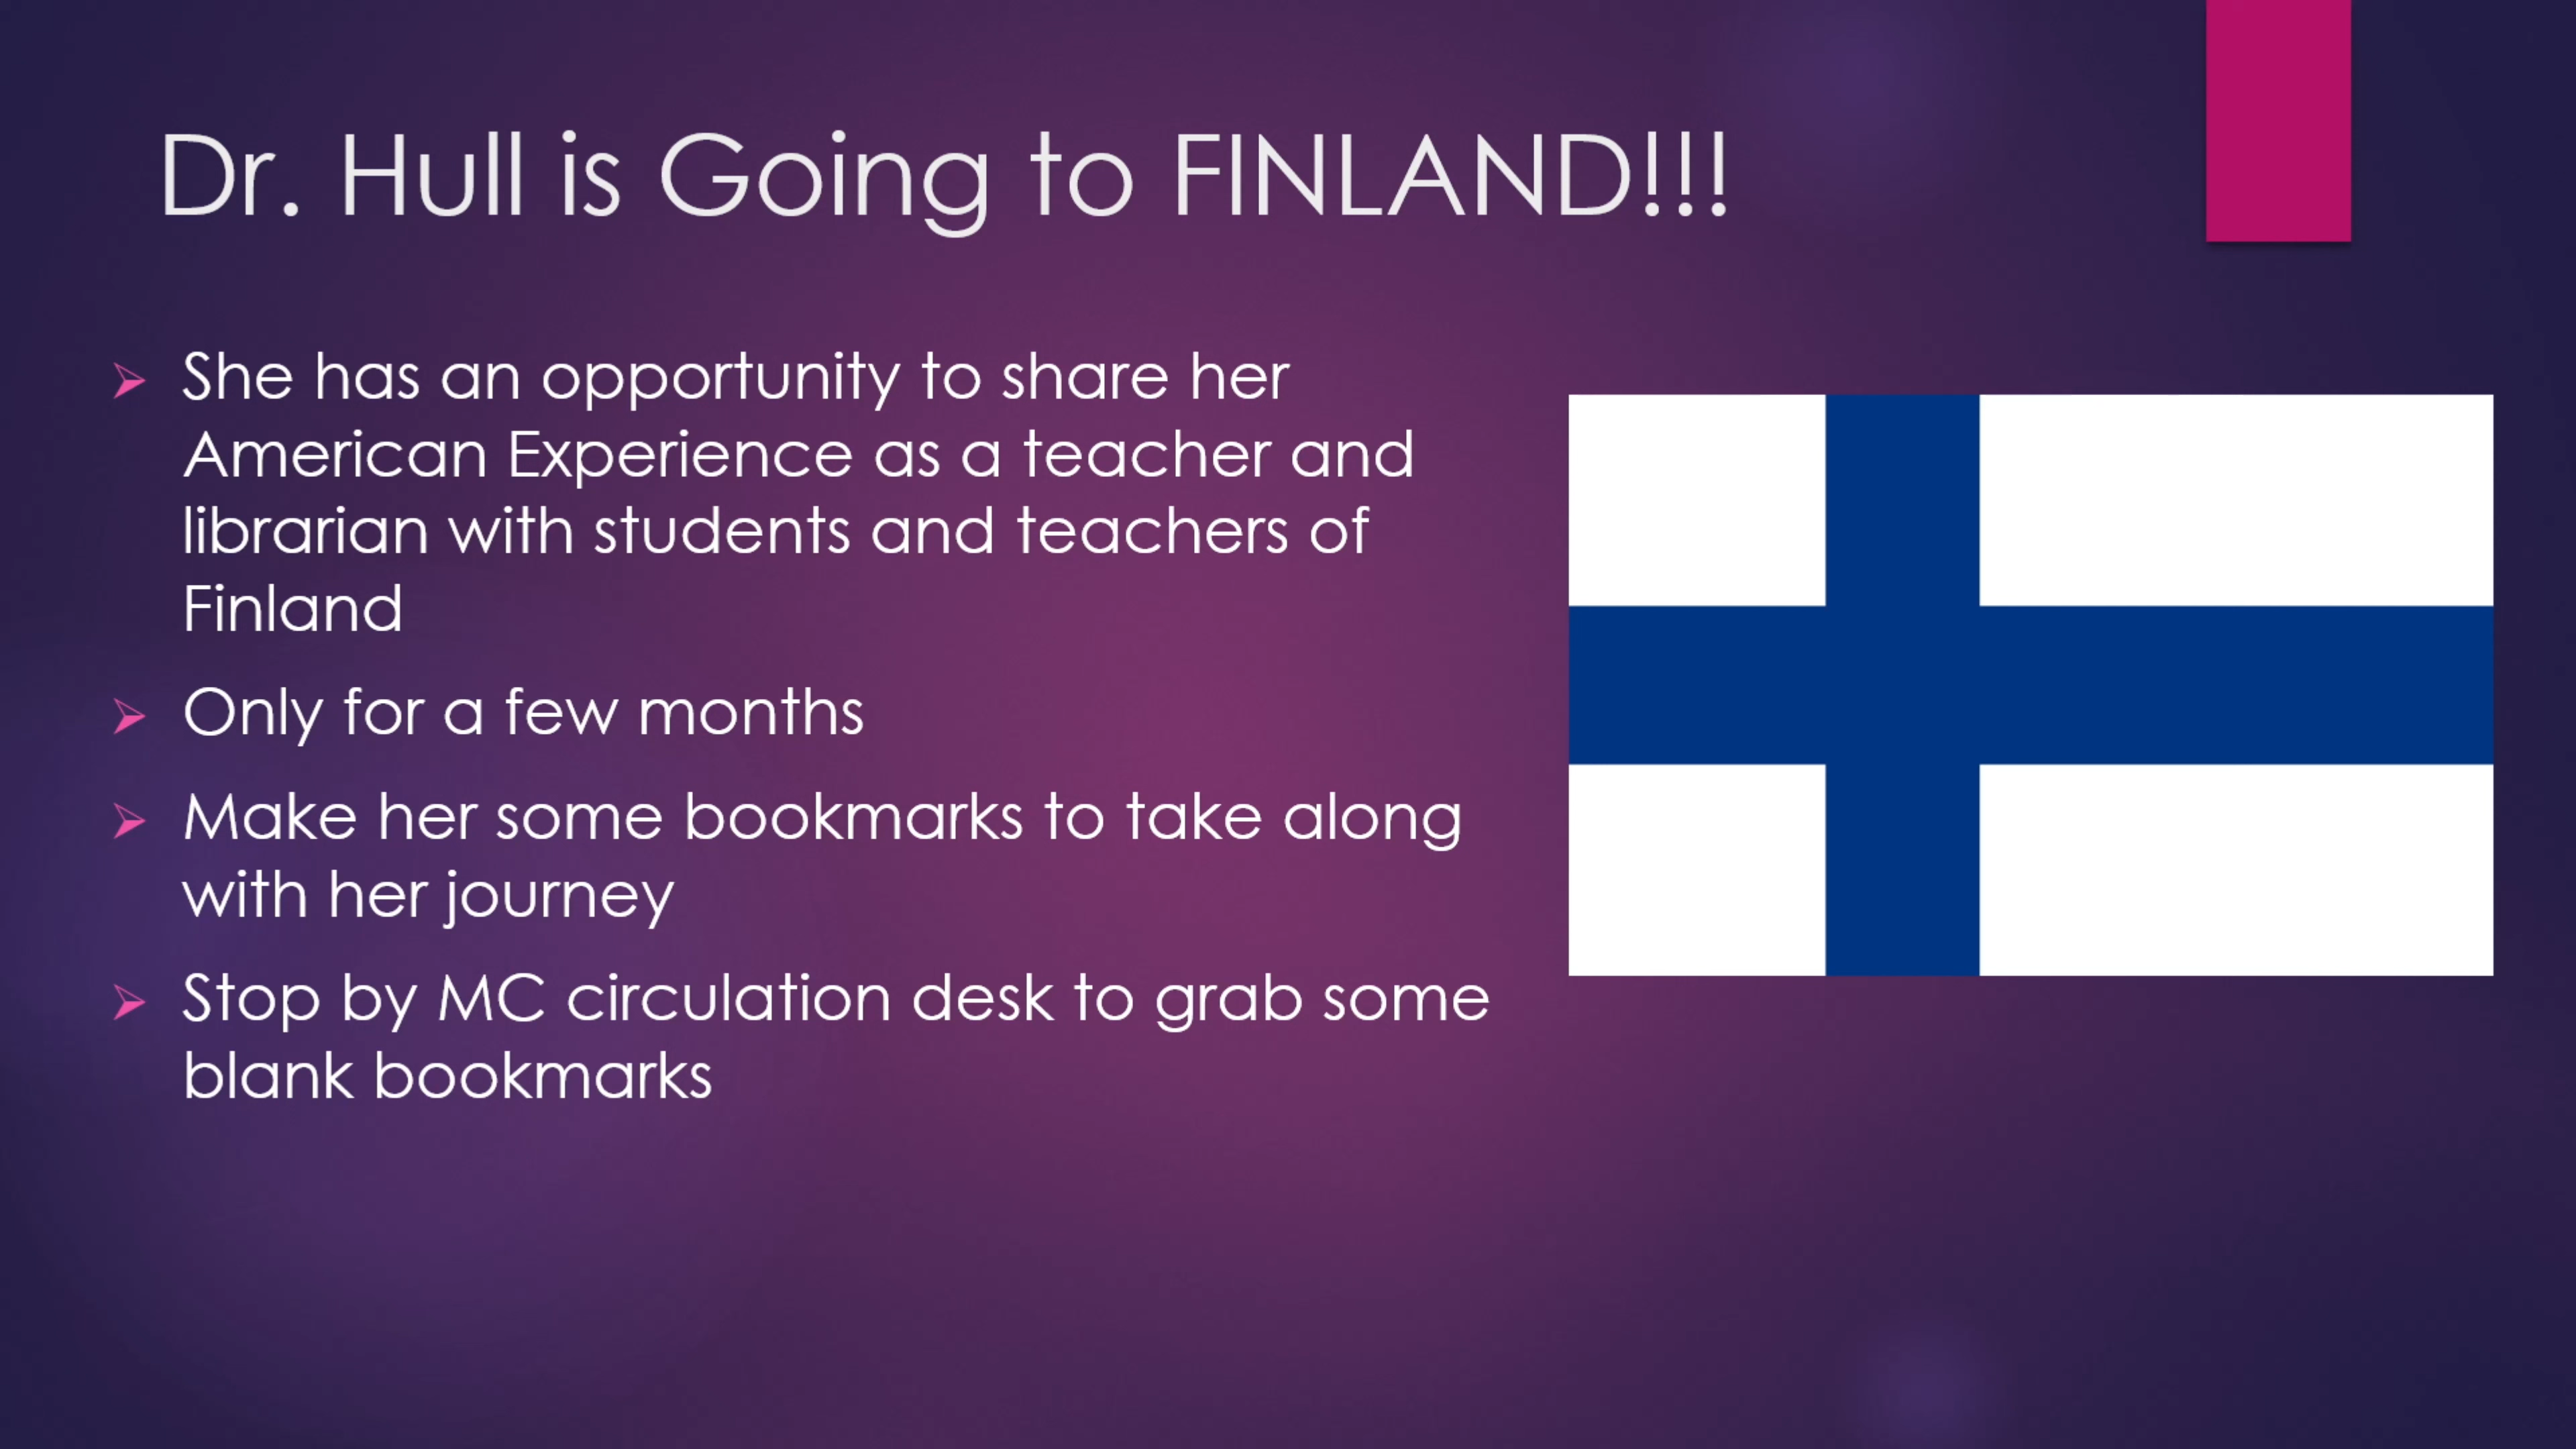 Dr. Hull is Going to FINLAND!!!
She has an opportunity to share her
American Experience as a teacher and
librarian with students and teachers of
Finland
Only for a few months
Make her some bookmarks to take along
with her journey
Stop by MC circulation desk to grab some
blank bookmarks